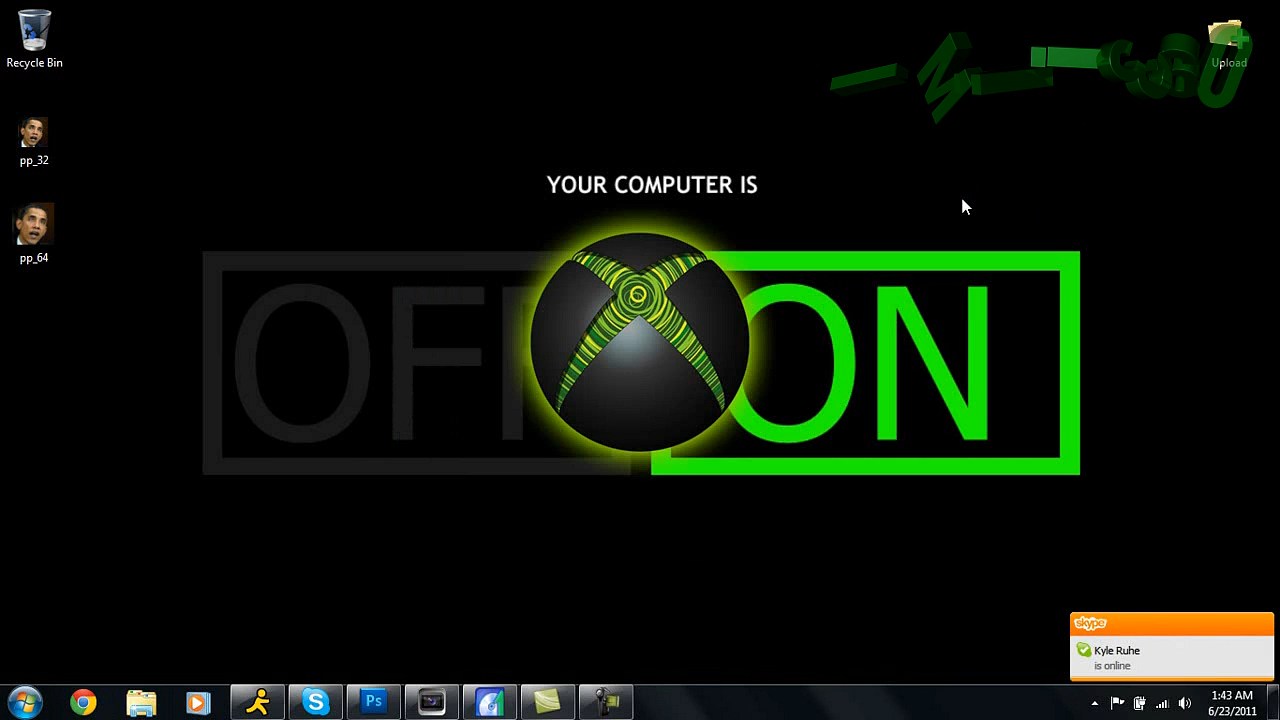 Recycle Bin
Upload
pp_32
YOUR COMPUTER IS
pp_64
ON
skype
Kyle Ruhe
is online
Ps
1:43 AM
6/23/2011